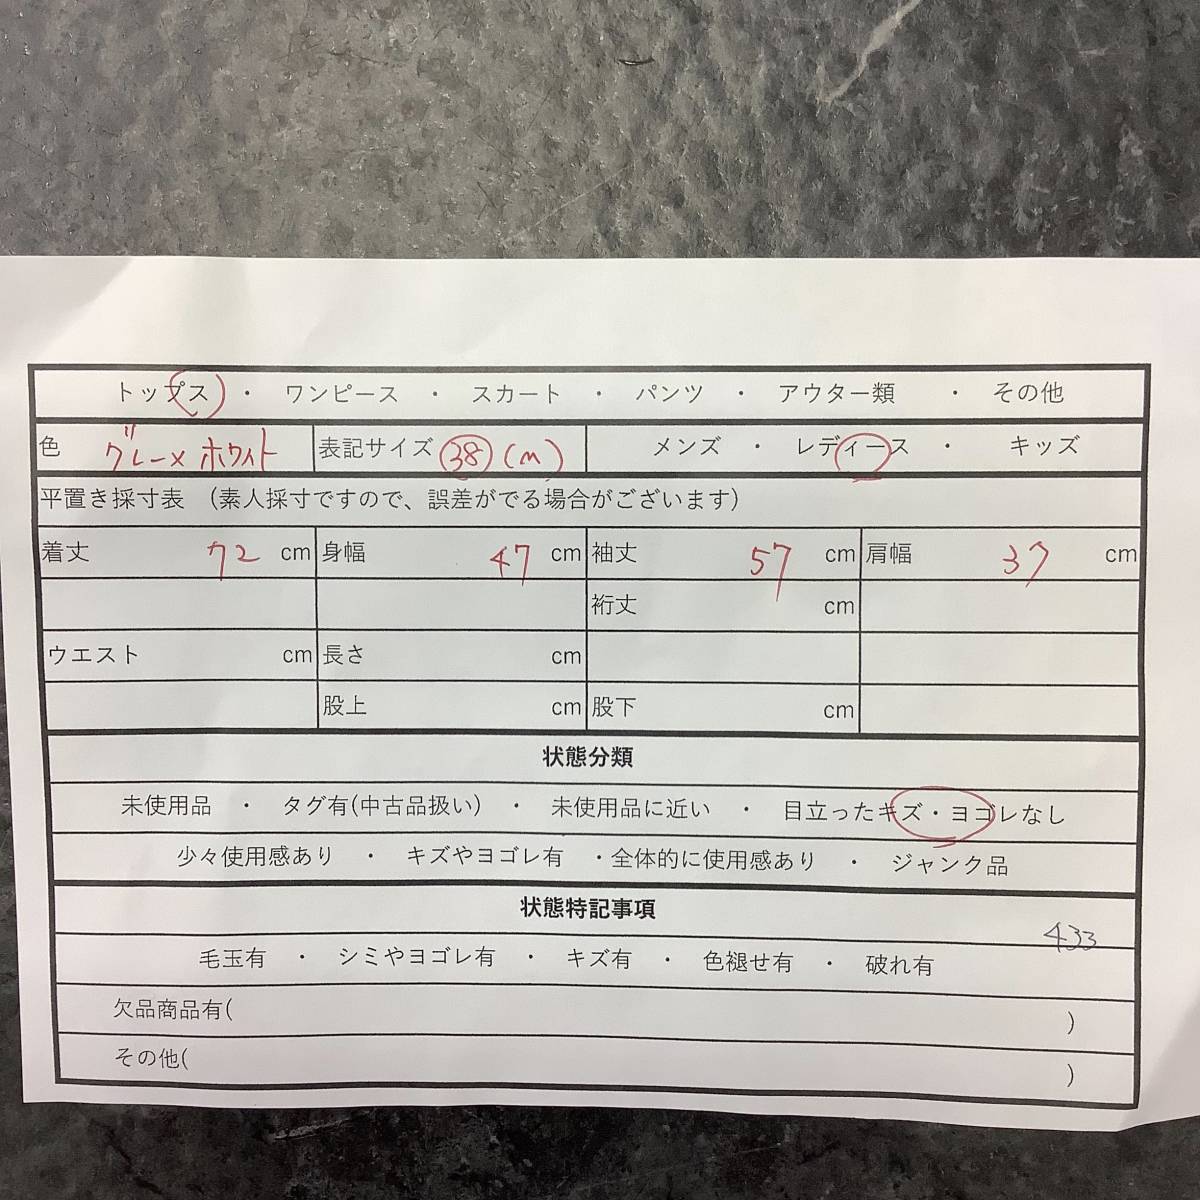 トップス ・ ワンピース ・ スカート ・ パンツ ・ アウター類 ・ その他
色 グレー×ホワイト 表記サイズ 38 (m) メンズ ・ レディース ・ キッズ
平置き採寸表 (素人採寸ですので、誤差がでる場合がございます)
着丈 72 cm 身幅 47 cm 袖丈 57 cm 肩幅 37 cm
裄丈 cm
ウエスト cm 長さ cm
股上 cm 股下 cm
状態分類
未使用品 ・ タグ有(中古品扱い) ・ 未使用品に近い ・ 目立ったキズ・ヨゴレなし
少々使用感あり ・ キズやヨゴレ有 ・全体的に使用感あり ・ ジャンク品
状態特記事項
433
毛玉有 ・ シミやヨゴレ有 ・ キズ有 ・ 色褪せ有 ・ 破れ有
欠品商品有( )
その他( )